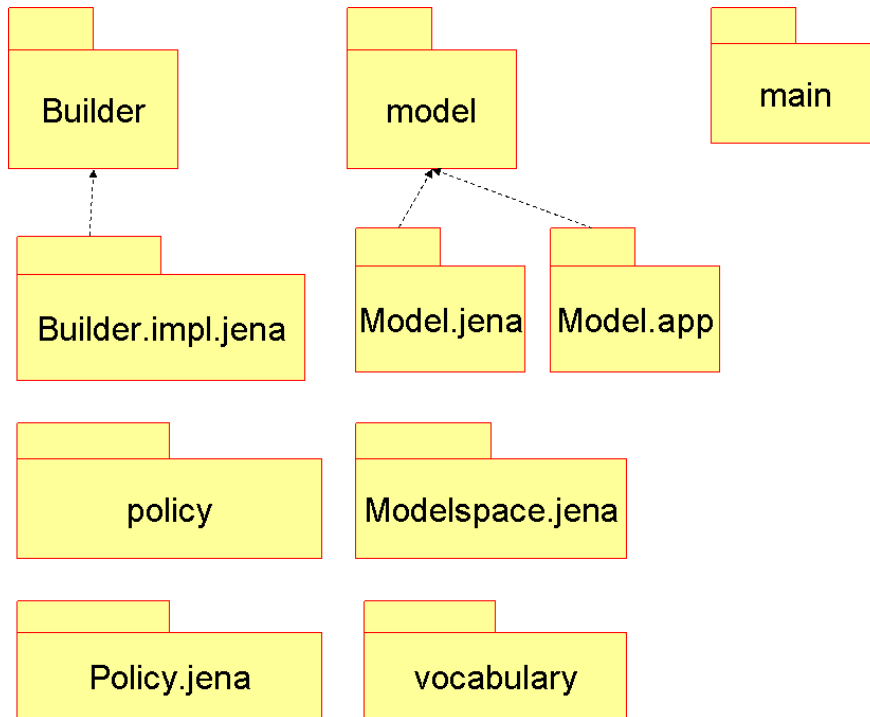 Builder
model
main
Builder.impl.jena
Model.jena
Model.app
policy
Modelspace.jena
Policy.jena
vocabulary